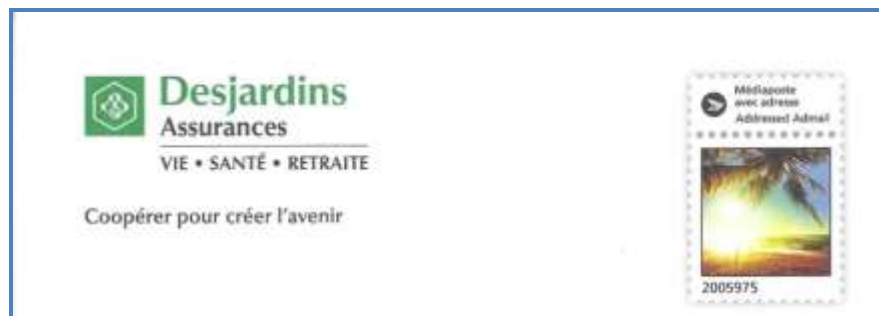 Desjardins
Assurances
VIE • SANTÉ • RETRAITE
Coopérer pour créer l'avenir
Médiaposte
avec adresse
Addressed Admail
2005975